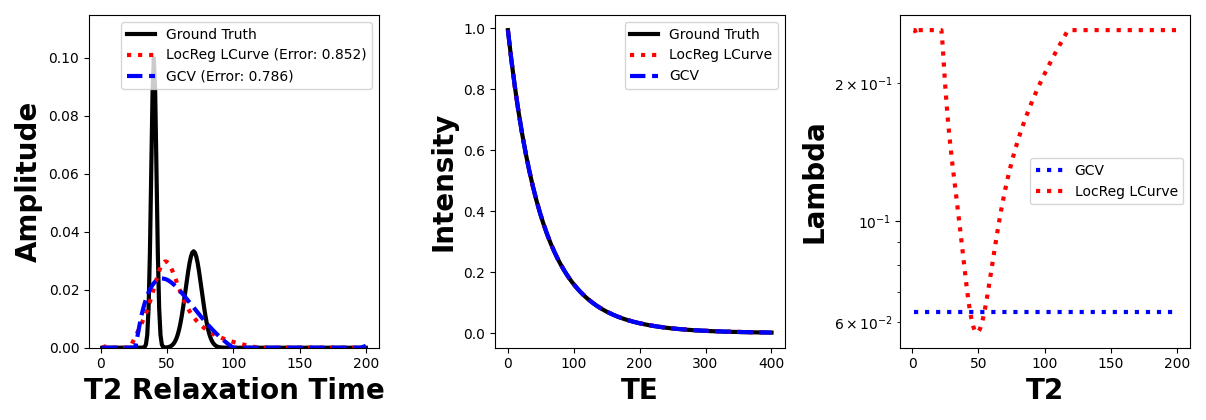 Amplitude
0.10
0.08
0.06
0.04
0.02
0.00
Ground Truth
LocReg LCurve (Error: 0.852)
GCV (Error: 0.786)
0 50 100 150 200
T2 Relaxation Time
Intensity
1.0
0.8
0.6
0.4
0.2
0.0
Ground Truth
LocReg LCurve
GCV
0 100 200 300 400
TE
Lambda
2 × 10⁻¹
10⁻¹
6 × 10⁻²
GCV
LocReg LCurve
0 50 100 150 200
T2